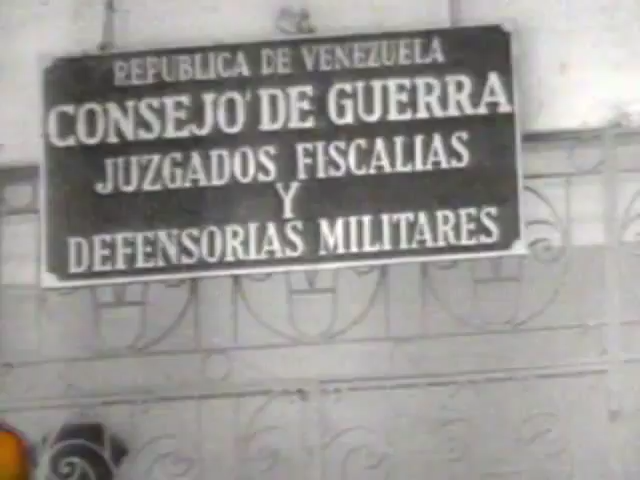 REPUBLICA DE VENEZUELA
CONSEJO DE GUERRA
JUZGADOS FISCALIAS
Y
DEFENSORIAS MILITARES